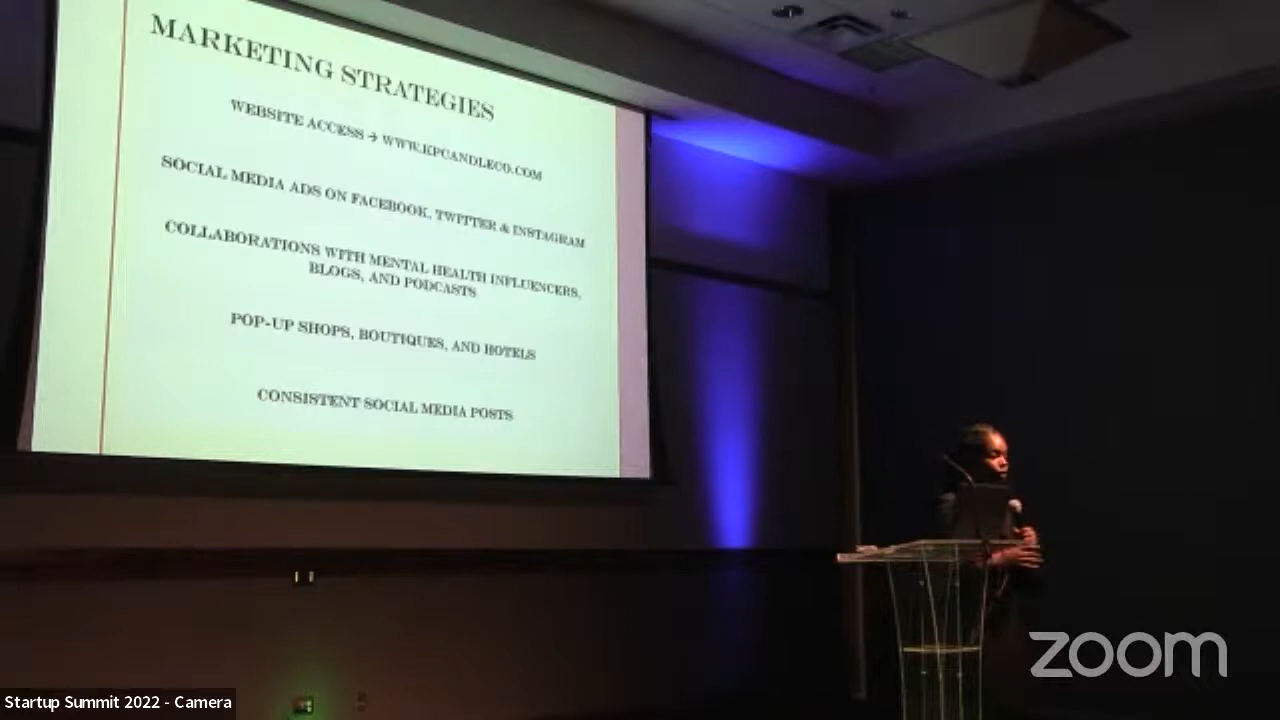 MARKETING STRATEGIES
WEBSITE ACCESS → WWW.KPCANDLECO.COM
SOCIAL MEDIA ADS ON FACEBOOK, TWITTER & INSTAGRAM
COLLABORATIONS WITH MENTAL HEALTH INFLUENCERS,
BLOGS, AND PODCASTS
POP-UP SHOPS, BOUTIQUES, AND HOTELS
CONSISTENT SOCIAL MEDIA POSTS
zoom
Startup Summit 2022 - Camera